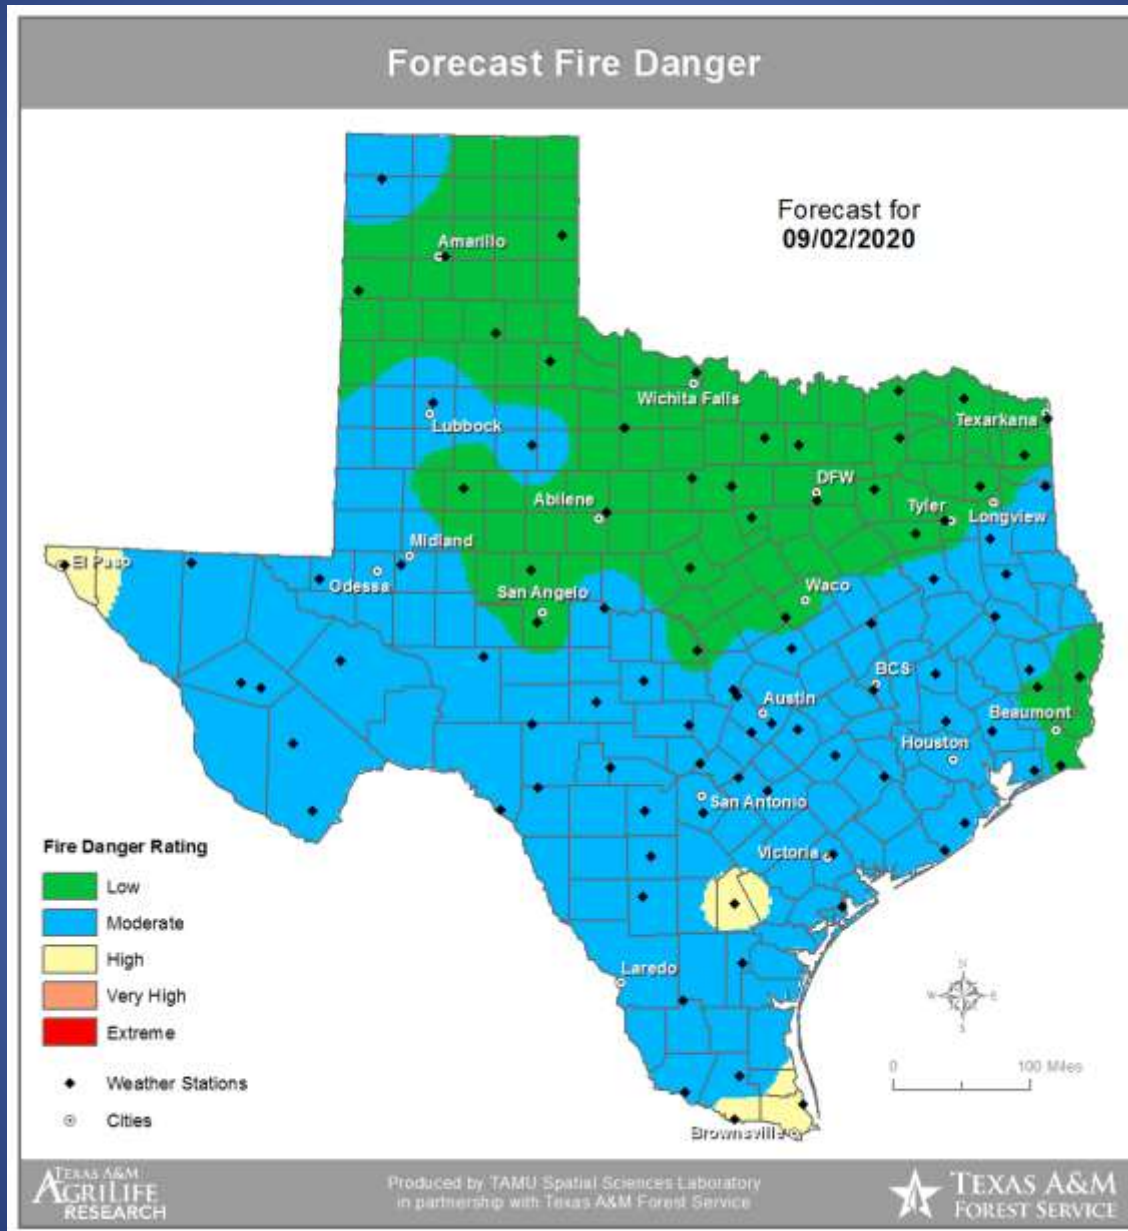 Forecast Fire Danger
Forecast for
09/02/2020
Amarillo
Wichita Falls
Texarkana
Lubbock
DFW
Abilene
Tyler
Longview
Midland
El Paso
Odessa
San Angelo
Waco
BCS
Austin
Beaumont
Houston
San Antonio
Victoria
Laredo
Brownsville
Fire Danger Rating
Low
Moderate
High
Very High
Extreme
Weather Stations
Cities
N
W
E
S
0
100 Miles
TEXAS A&M
AGRILIFE
RESEARCH
Produced by TAMU Spatial Sciences Laboratory
in partnership with Texas A&M Forest Service
TEXAS A&M
FOREST SERVICE